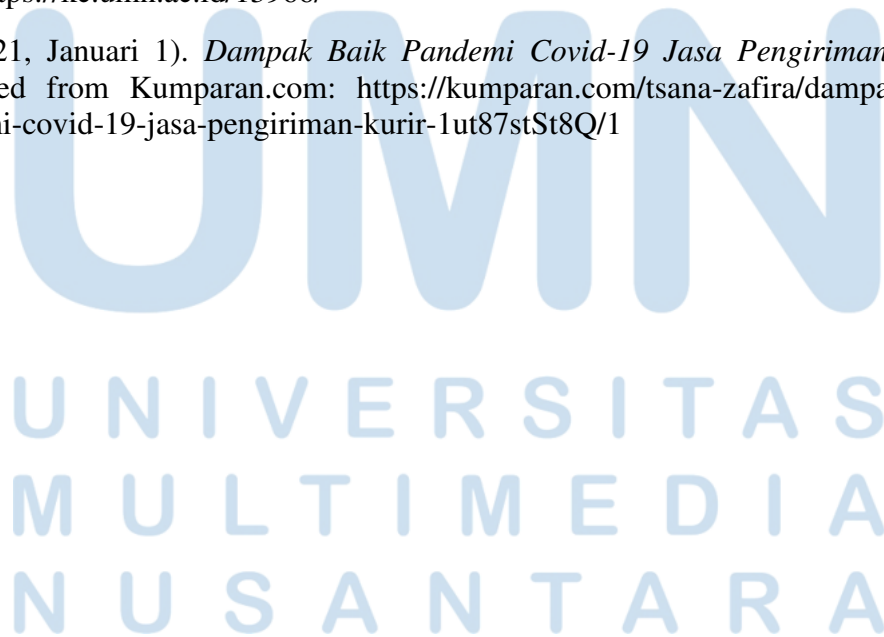 21, Januari 1). Dampak Baik Pandemi Covid-19 Jasa Pengiriman
ed from Kumparan.com: https://kumparan.com/tsana-zafira/dampa
ni-covid-19-jasa-pengiriman-kurir-1ut87stSt8Q/1
UMN
UNIVERSITAS
MULTIMEDIA
NUSANTARA